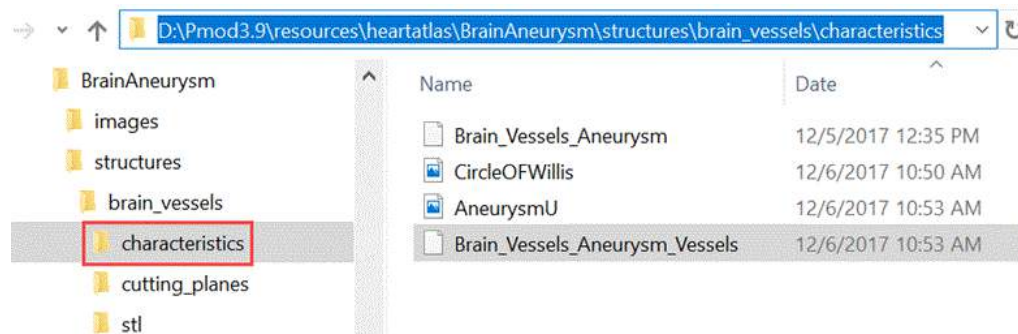 D:\Pmod3.9\resources\heartatlas\BrainAneurysm\structures\brain_vessels\characteristics
BrainAneurysm
images
structures
brain_vessels
characteristics
cutting_planes
stl
Name Date
Brain_Vessels_Aneurysm 12/5/2017 12:35 PM
CircleOFWillis 12/6/2017 10:50 AM
AneurysmU 12/6/2017 10:53 AM
Brain_Vessels_Aneurysm_Vessels 12/6/2017 10:53 AM